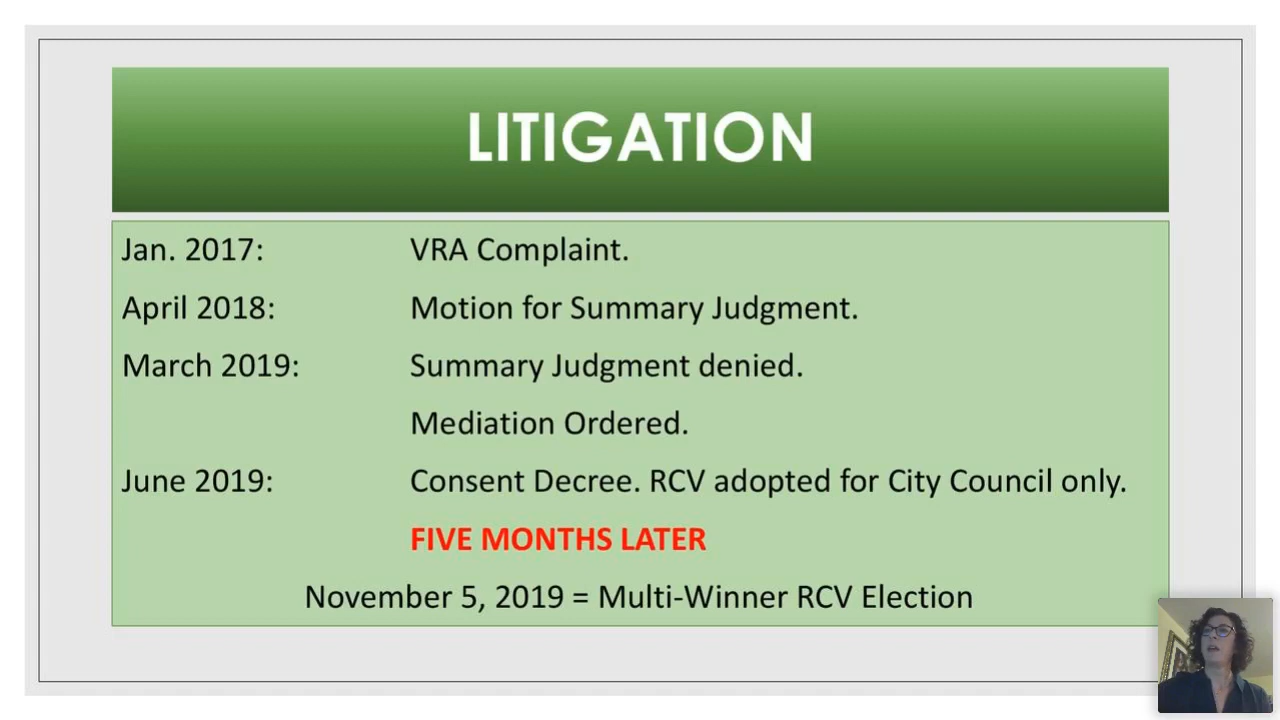 LITIGATION
Jan. 2017: VRA Complaint.
April 2018: Motion for Summary Judgment.
March 2019: Summary Judgment denied.
Mediation Ordered.
June 2019: Consent Decree. RCV adopted for City Council only.
FIVE MONTHS LATER
November 5, 2019 = Multi-Winner RCV Election